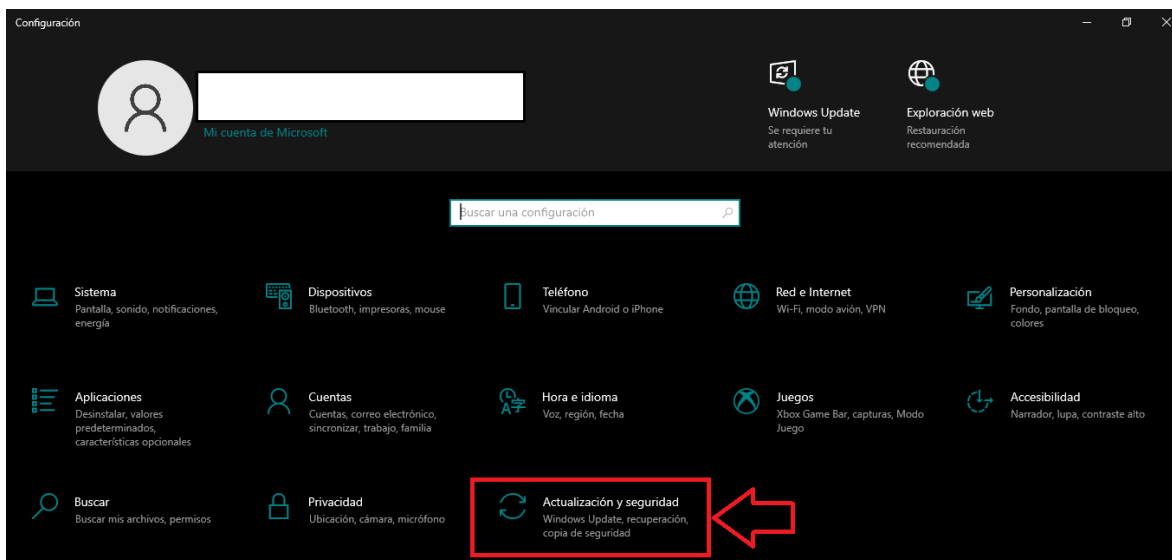 Configuración
Mi cuenta de Microsoft
Windows Update
Se requiere tu
atención
Exploración web
Restauración
recomendada
Buscar una configuración
Sistema
Pantalla, sonido, notificaciones,
energía
Dispositivos
Bluetooth, impresoras, mouse
Teléfono
Vincular Android o iPhone
Red e Internet
Wi-Fi, modo avión, VPN
Personalización
Fondo, pantalla de bloqueo,
colores
Aplicaciones
Desinstalar, valores
predeterminados,
características opcionales
Cuentas
Cuentas, correo electrónico,
sincronizar, trabajo, familia
Hora e idioma
Voz, región, fecha
Juegos
Xbox Game Bar, capturas, Modo
Juego
Accesibilidad
Narrador, lupa, contraste alto
Buscar
Buscar mis archivos, permisos
Privacidad
Ubicación, cámara, micrófono
Actualización y seguridad
Windows Update, recuperación,
copia de seguridad